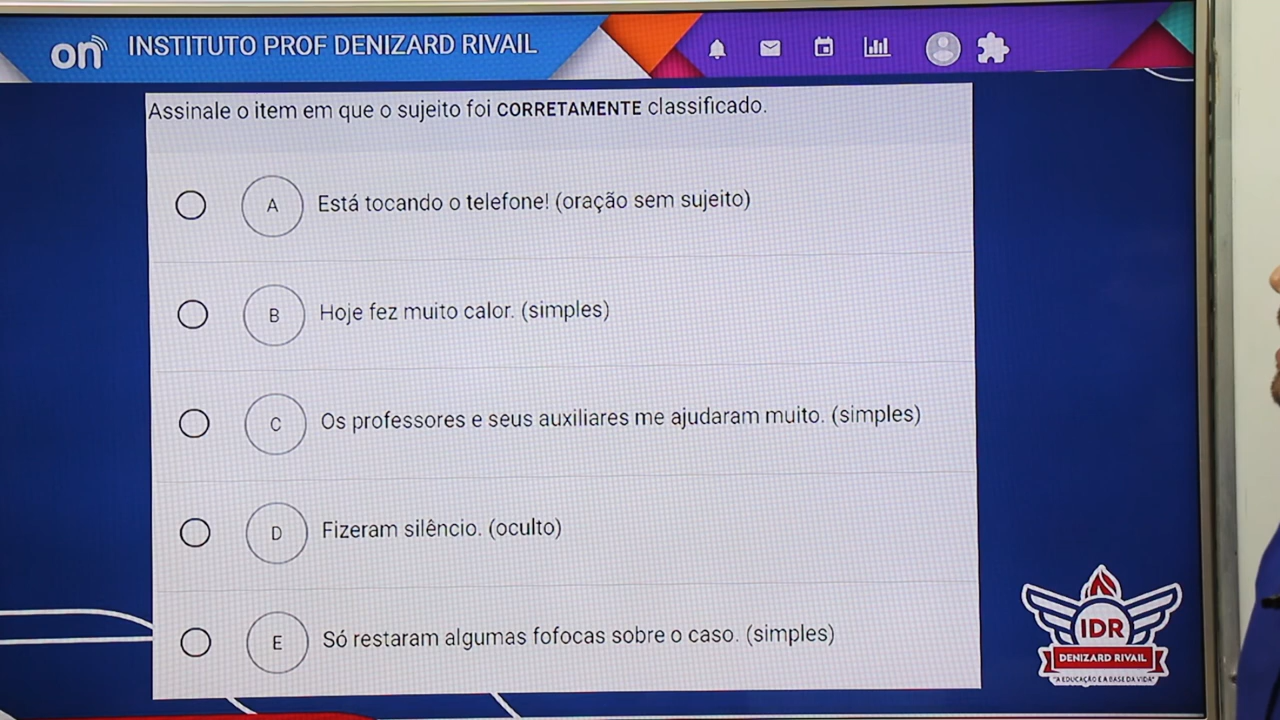 on INSTITUTO PROF DENIZARD RIVAIL
Assinale o item em que o sujeito foi CORRETAMENTE classificado.
A Está tocando o telefone! (oração sem sujeito)
B Hoje fez muito calor. (simples)
C Os professores e seus auxiliares me ajudaram muito. (simples)
D Fizeram silêncio. (oculto)
E Só restaram algumas fofocas sobre o caso. (simples)
IDR
DENIZARD RIVAIL
"A EDUCAÇÃO É A BASE DA VIDA"